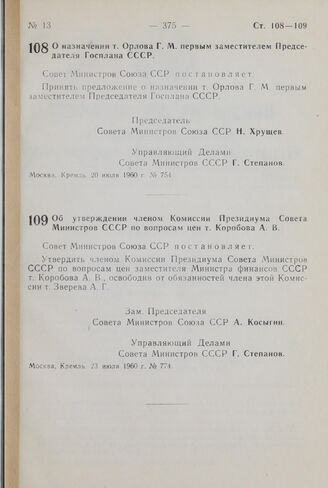 № 13 — 375 — Ст. 108—109
108 О назначении т. Орлова Г. М. первым заместителем Председателя
дателя Госплана СССР.
Совет Министров Союза ССР постановляет:
Принять предложение о назначении т. Орлова Г. М. первым
заместителем Председателя Госплана СССР.
Председатель
Совета Министров Союза ССР Н. Хрущев.
Управляющий Делами
Совета Министров СССР Г. Степанов.
Москва, Кремль. 20 июля 1960 г. № 754.
109 Об утверждении членом Комиссии Президиума Совета
Министров СССР по вопросам цен т. Коробова А. В.
Совет Министров Союза ССР постановляет:
Утвердить членом Комиссии Президиума Совета Министров
СССР по вопросам цен заместителя Министра финансов СССР
т. Коробова А. В., освободив от обязанностей члена этой Комис-
сии т. Зверева А. Г.
Зам. Председателя
Совета Министров Союза ССР А. Косыгин.
Управляющий Делами
Совета Министров СССР Г. Степанов.
Москва, Кремль. 23 июля 1960 г. № 774.